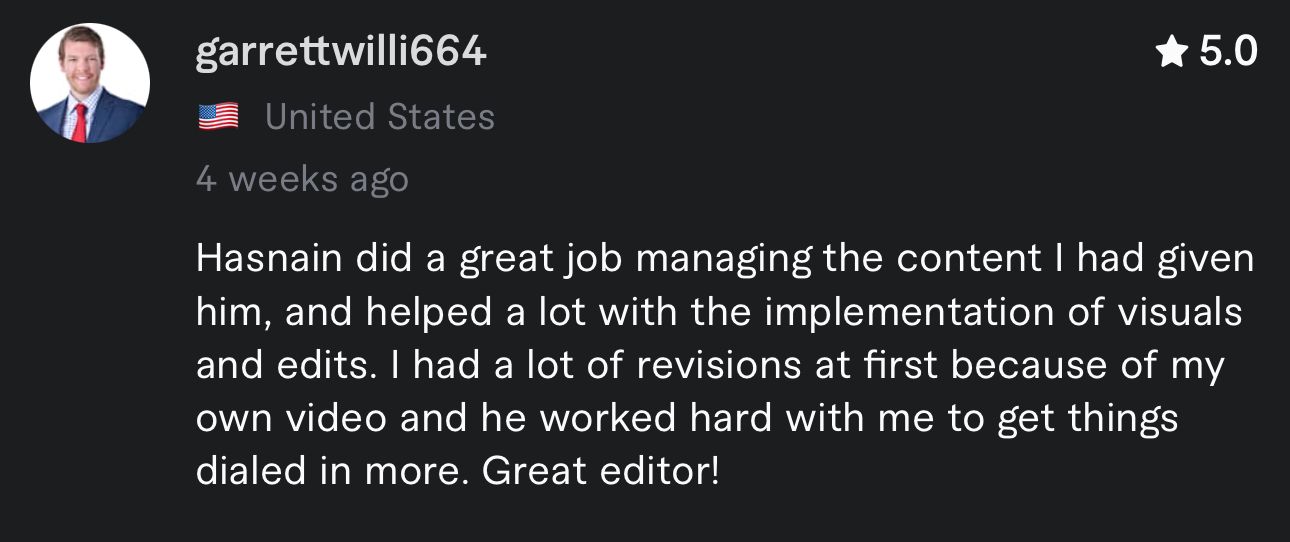 garrettwilli664
5.0
United States
4 weeks ago
Hasnain did a great job managing the content I had given
him, and helped a lot with the implementation of visuals
and edits. I had a lot of revisions at first because of my
own video and he worked hard with me to get things
dialed in more. Great editor!